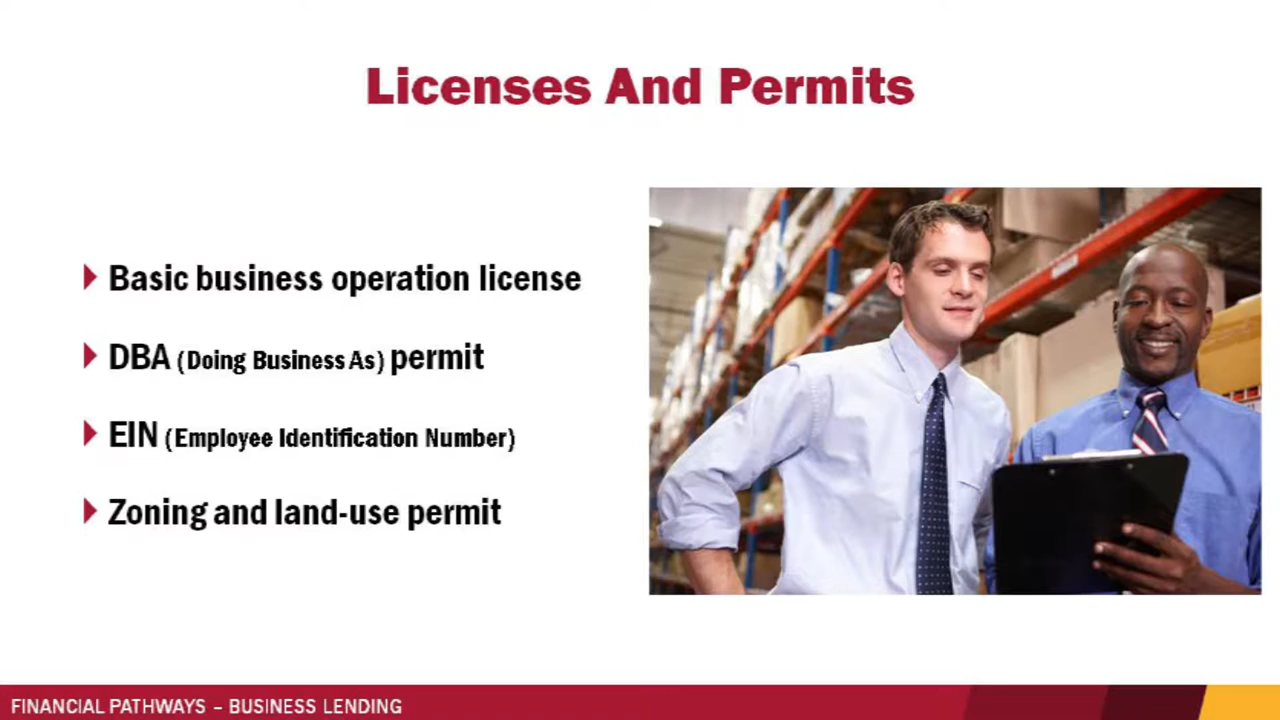 Licenses And Permits
Basic business operation license
DBA (Doing Business As) permit
EIN (Employee Identification Number)
Zoning and land-use permit
FINANCIAL PATHWAYS – BUSINESS LENDING